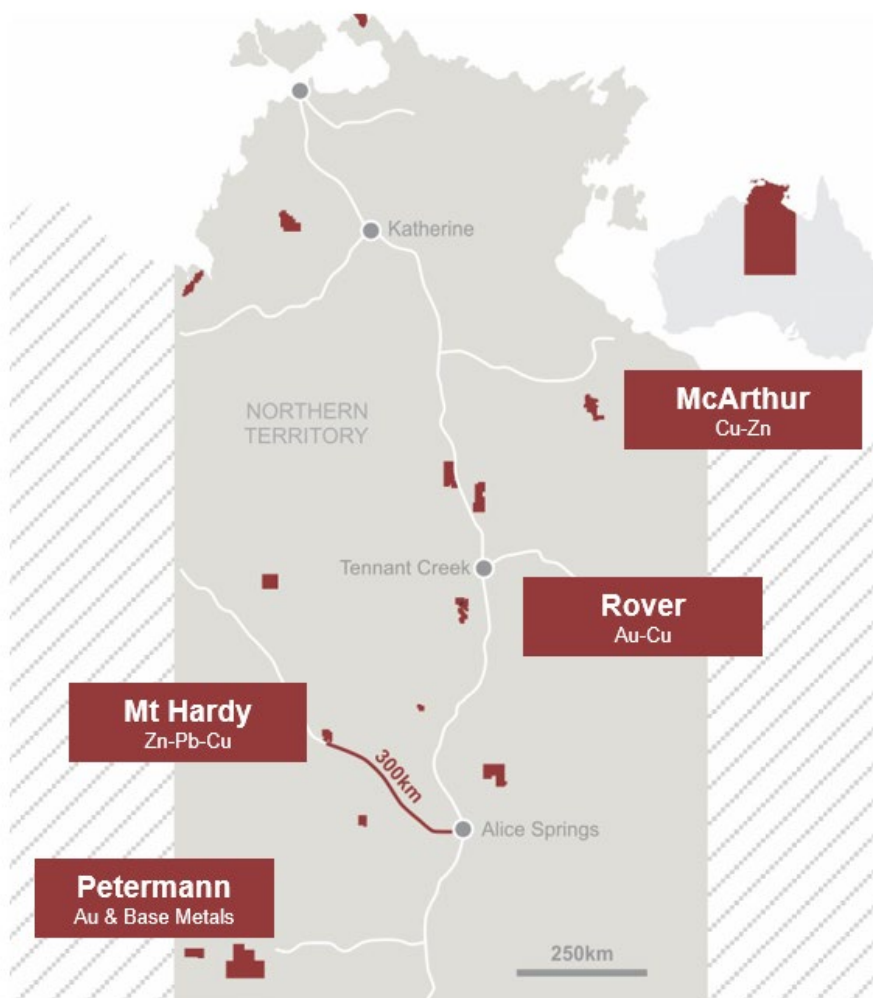 Katherine
McArthur
Cu-Zn
NORTHERN
TERRITORY
Tennant Creek
Rover
Au-Cu
Mt Hardy
Zn-Pb-Cu
300km
Alice Springs
Petermann
Au & Base Metals
250km